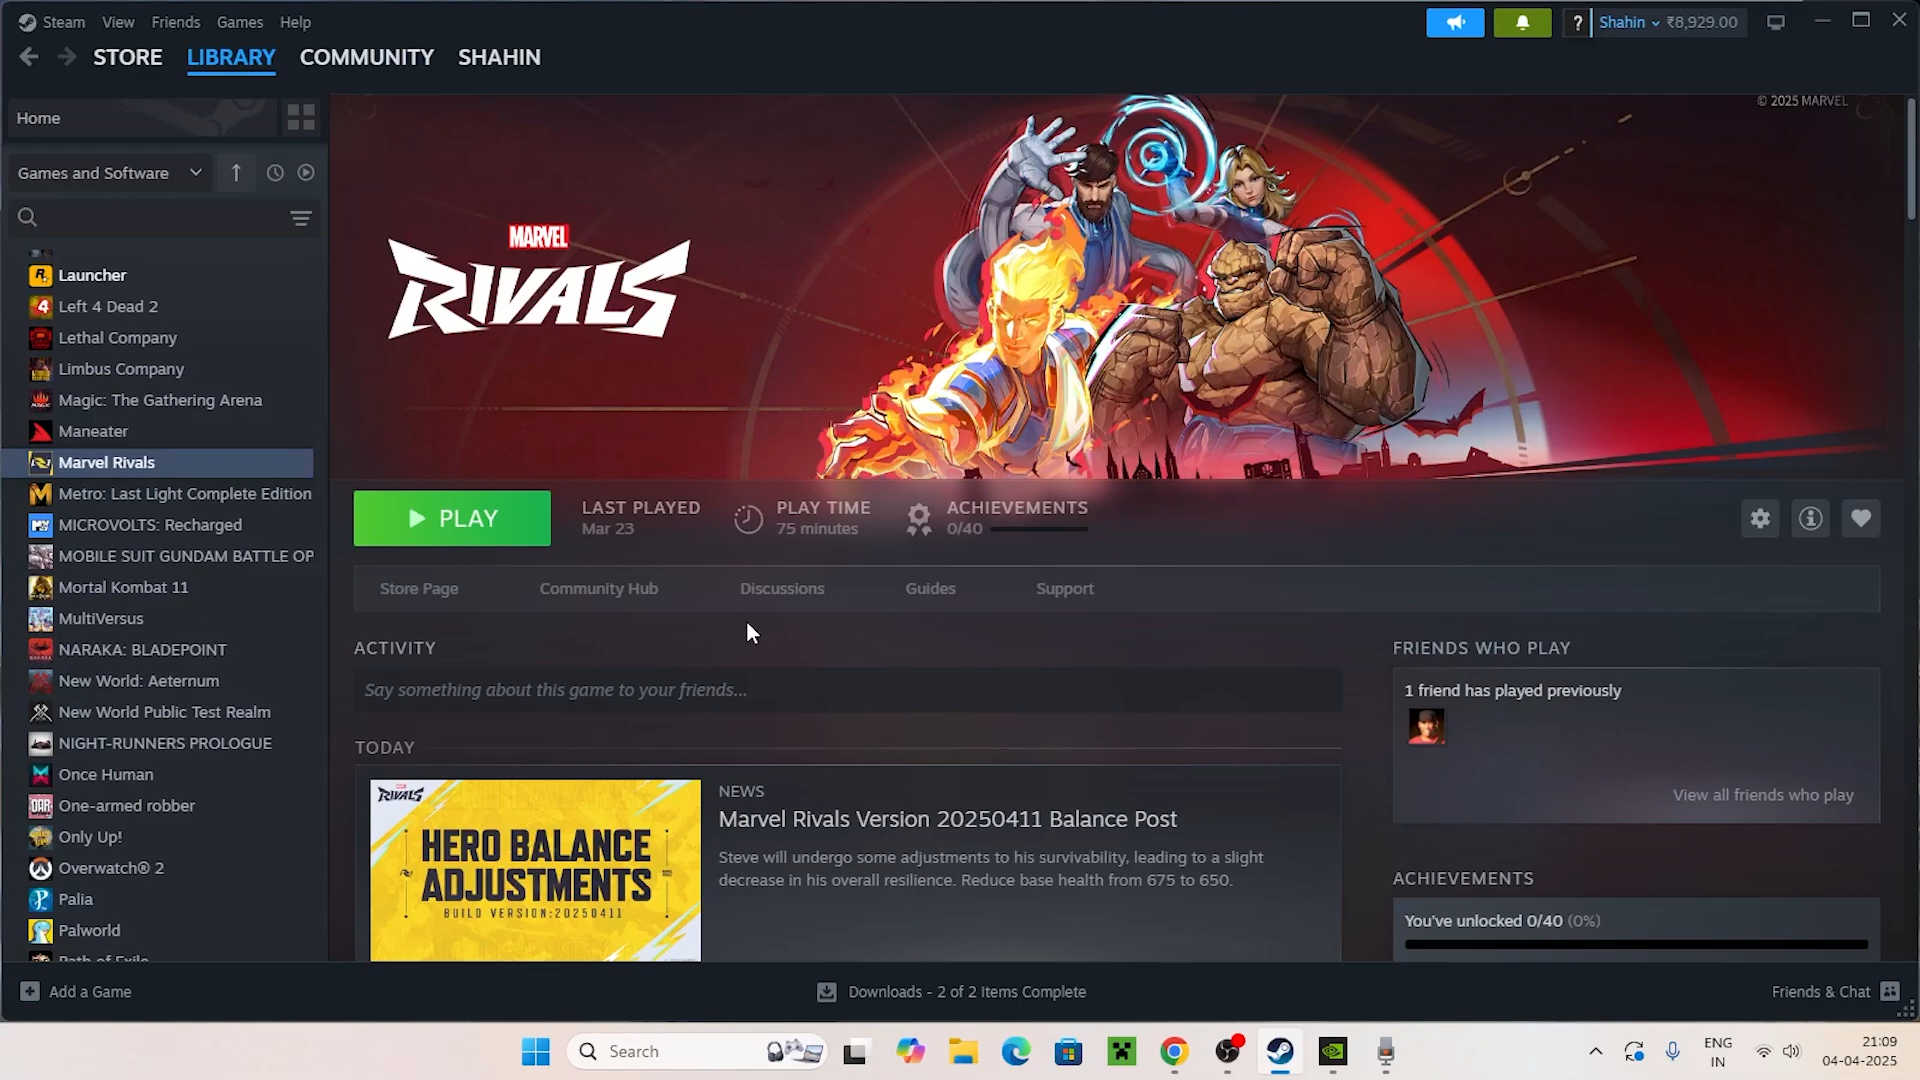 Steam View Friends Games Help
? Shahin ₹8,929.00
STORE LIBRARY COMMUNITY SHAHIN
Home
Games and Software
Launcher
Left 4 Dead 2
Lethal Company
Limbus Company
Magic: The Gathering Arena
Maneater
Marvel Rivals
Metro: Last Light Complete Edition
MICROVOLTS: Recharged
MOBILE SUIT GUNDAM BATTLE OP
Mortal Kombat 11
MultiVersus
NARAKA: BLADEPOINT
New World: Aeternum
New World Public Test Realm
NIGHT-RUNNERS PROLOGUE
Once Human
One-armed robber
Only Up!
Overwatch® 2
Palia
Palworld
Path of Exile
Add a Game
© 2025 MARVEL
MARVEL
RIVALS
PLAY
LAST PLAYED
Mar 23
PLAY TIME
75 minutes
ACHIEVEMENTS
0/40
Store Page Community Hub Discussions Guides Support
ACTIVITY
Say something about this game to your friends...
TODAY
RIVALS
HERO BALANCE
ADJUSTMENTS
BUILD VERSION:20250411
NEWS
Marvel Rivals Version 20250411 Balance Post
Steve will undergo some adjustments to his survivability, leading to a slight
decrease in his overall resilience. Reduce base health from 675 to 650.
FRIENDS WHO PLAY
1 friend has played previously
View all friends who play
ACHIEVEMENTS
You've unlocked 0/40 (0%)
Downloads - 2 of 2 Items Complete
Friends & Chat
Search
ENG
IN
21:09
04-04-2025